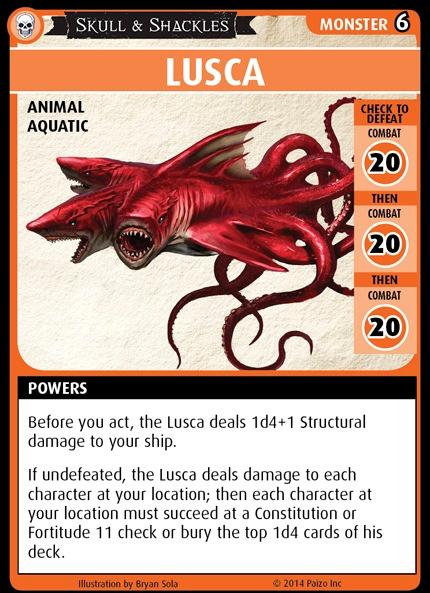 SKULL & SHACKLES
MONSTER 6
LUSCA
ANIMAL
AQUATIC
CHECK TO
DEFEAT
COMBAT
20
THEN
COMBAT
20
THEN
COMBAT
20
POWERS
Before you act, the Lusca deals 1d4+1 Structural
damage to your ship.
If undefeated, the Lusca deals damage to each
character at your location; then each character at
your location must succeed at a Constitution or
Fortitude 11 check or bury the top 1d4 cards of his
deck.
Illustration by Bryan Sola
© 2014 Paizo Inc